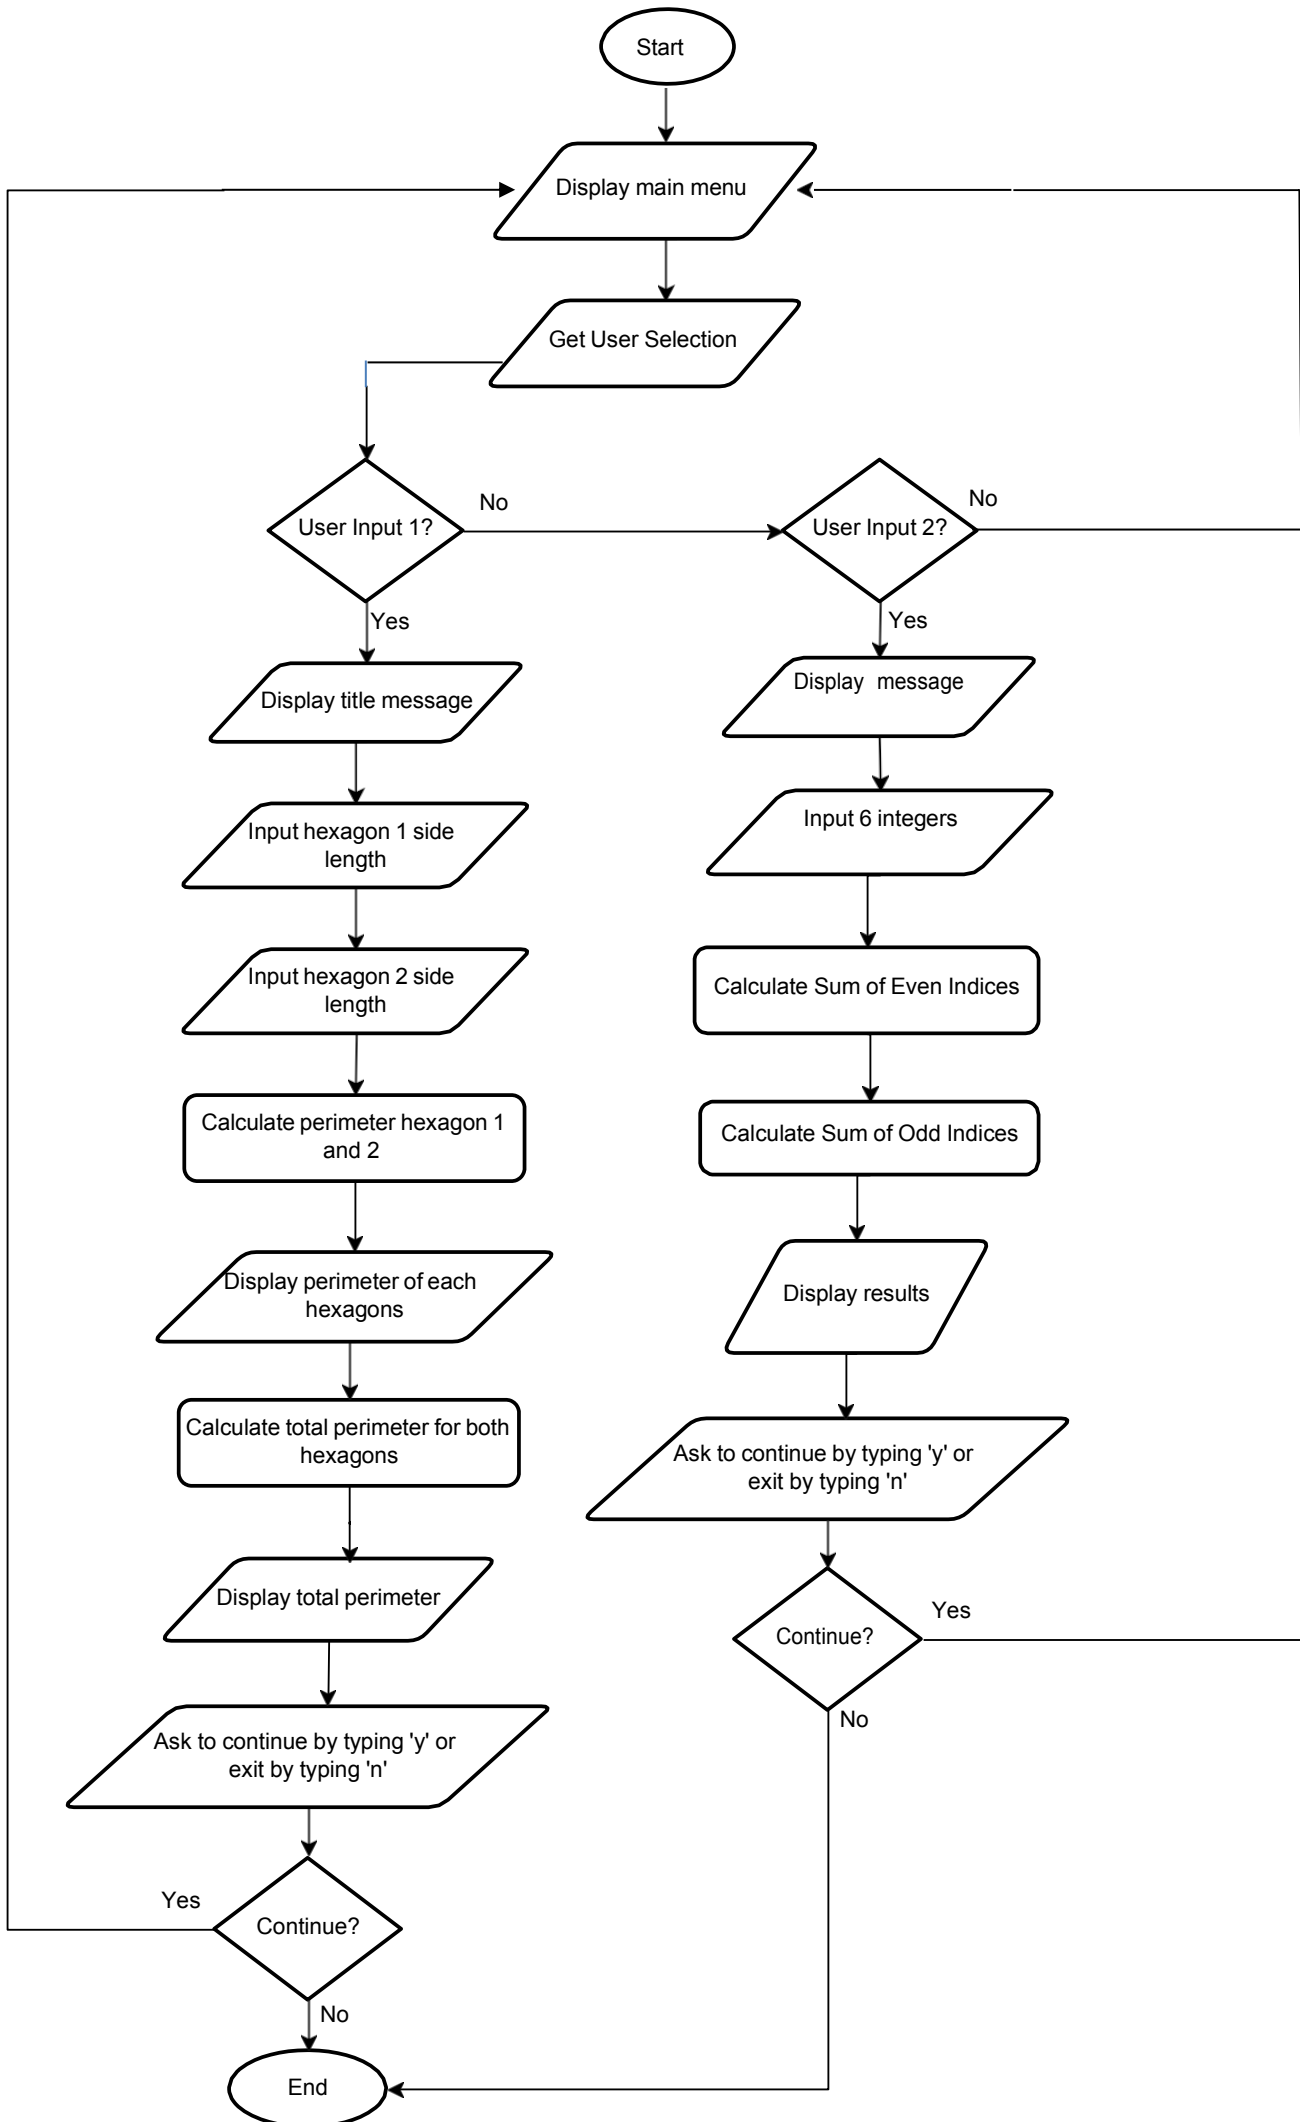 Start
Display main menu
Get User Selection
User Input 1?
No
User Input 2?
No
Yes
Yes
Display title message
Display message
Input hexagon 1 side
length
Input 6 integers
Input hexagon 2 side
length
Calculate Sum of Even Indices
Calculate perimeter hexagon 1
and 2
Calculate Sum of Odd Indices
Display perimeter of each
hexagons
Display results
Calculate total perimeter for both
hexagons
Ask to continue by typing 'y' or
exit by typing 'n'
Display total perimeter
Continue?
Yes
No
Ask to continue by typing 'y' or
exit by typing 'n'
Yes
Continue?
No
End